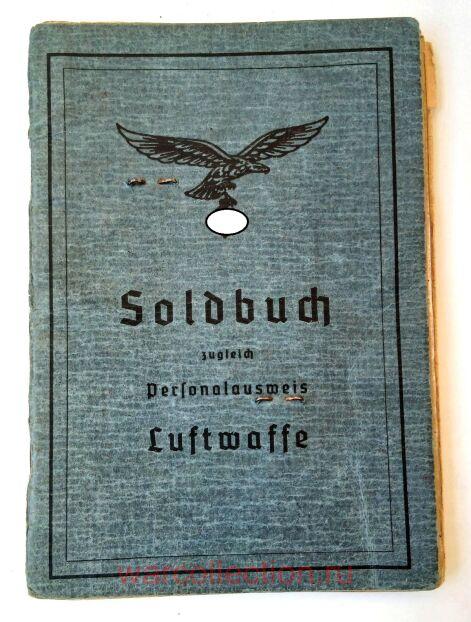 Soldbuch
zugleich
Personalausweis
Luftwaffe
warcollection.ru